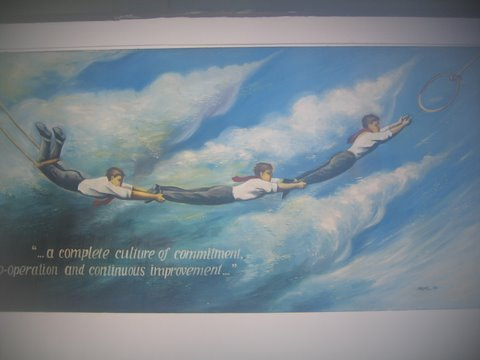 "...a complete culture of commitment,
o-operation and continuous improvement..."